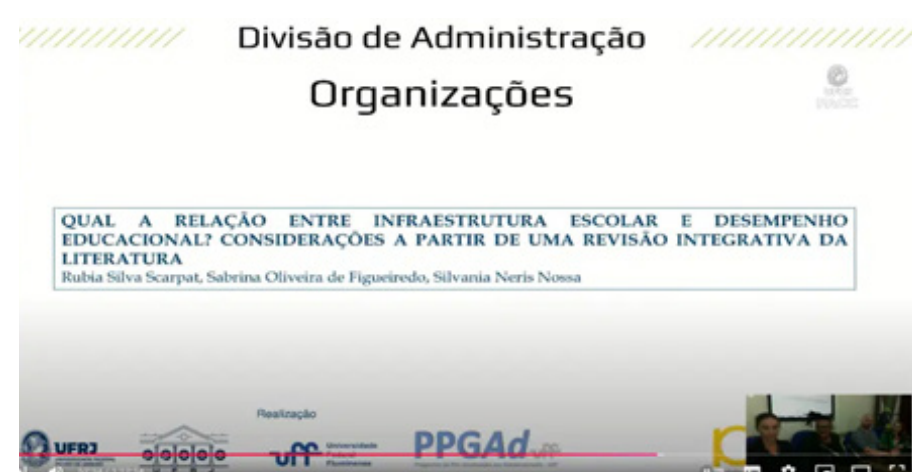 Divisão de Administração
Organizações
QUAL A RELAÇÃO ENTRE INFRAESTRUTURA ESCOLAR E DESEMPENHO
EDUCACIONAL? CONSIDERAÇÕES A PARTIR DE UMA REVISÃO INTEGRATIVA DA
LITERATURA
Rubia Silva Scarpat, Sabrina Oliveira de Figueiredo, Silvania Neris Nossa
Realização
UFRJ
uff Universidade
Federal
Fluminense
PPGAd